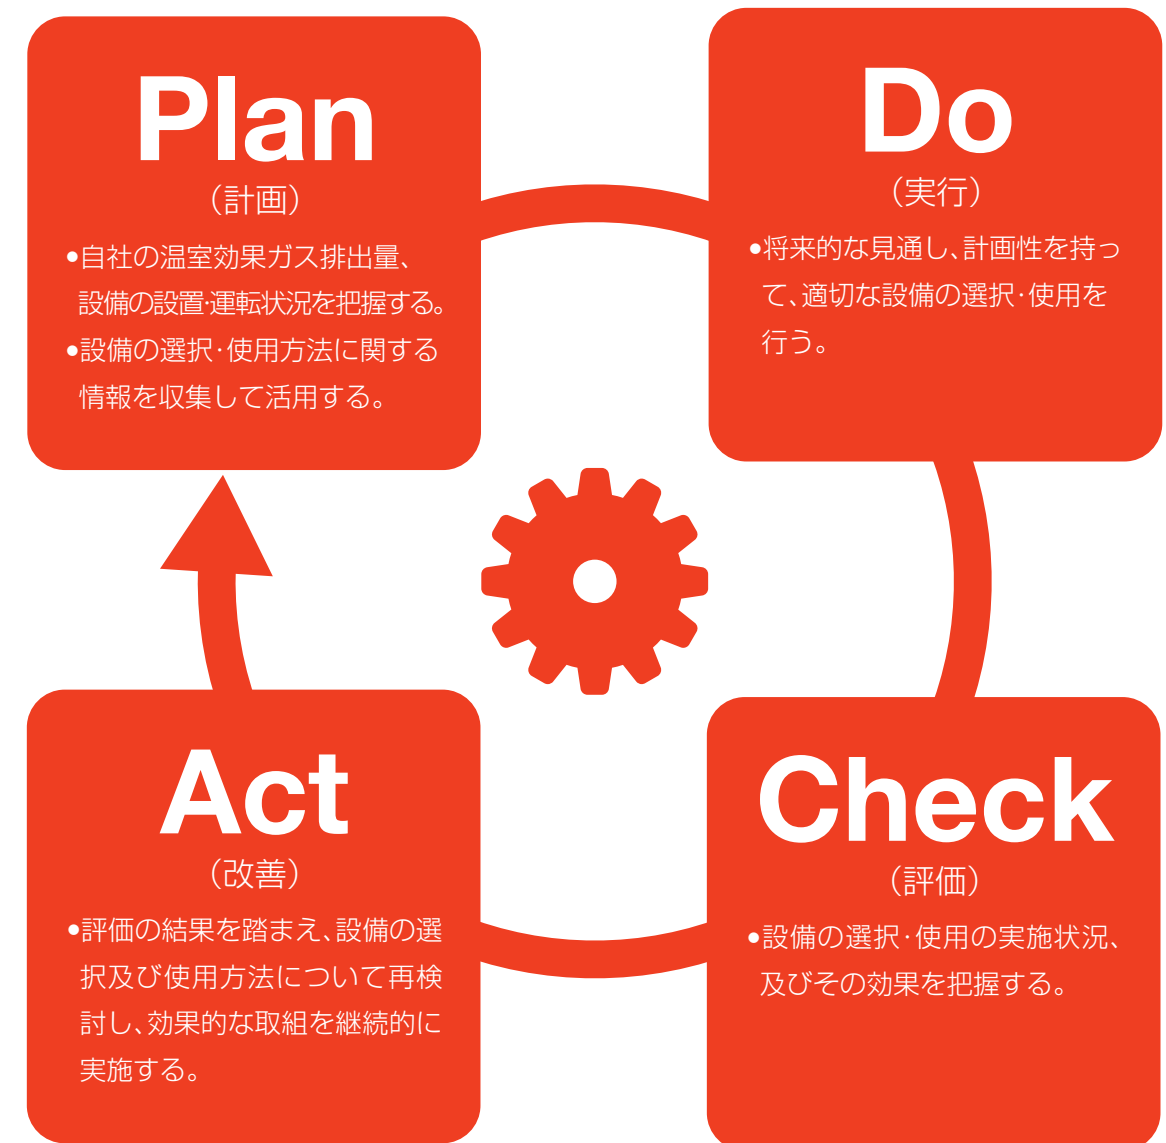 Plan
（計画）
•自社の温室効果ガス排出量、
設備の設置・運転状況を把握する。
•設備の選択・使用方法に関する
情報を収集して活用する。
Do
（実行）
•将来的な見通し、計画性を持っ
て、適切な設備の選択・使用を
行う。
Check
（評価）
•設備の選択・使用の実施状況、
及びその効果を把握する。
Act
（改善）
•評価の結果を踏まえ、設備の選
択及び使用方法について再検
討し、効果的な取組を継続的に
実施する。